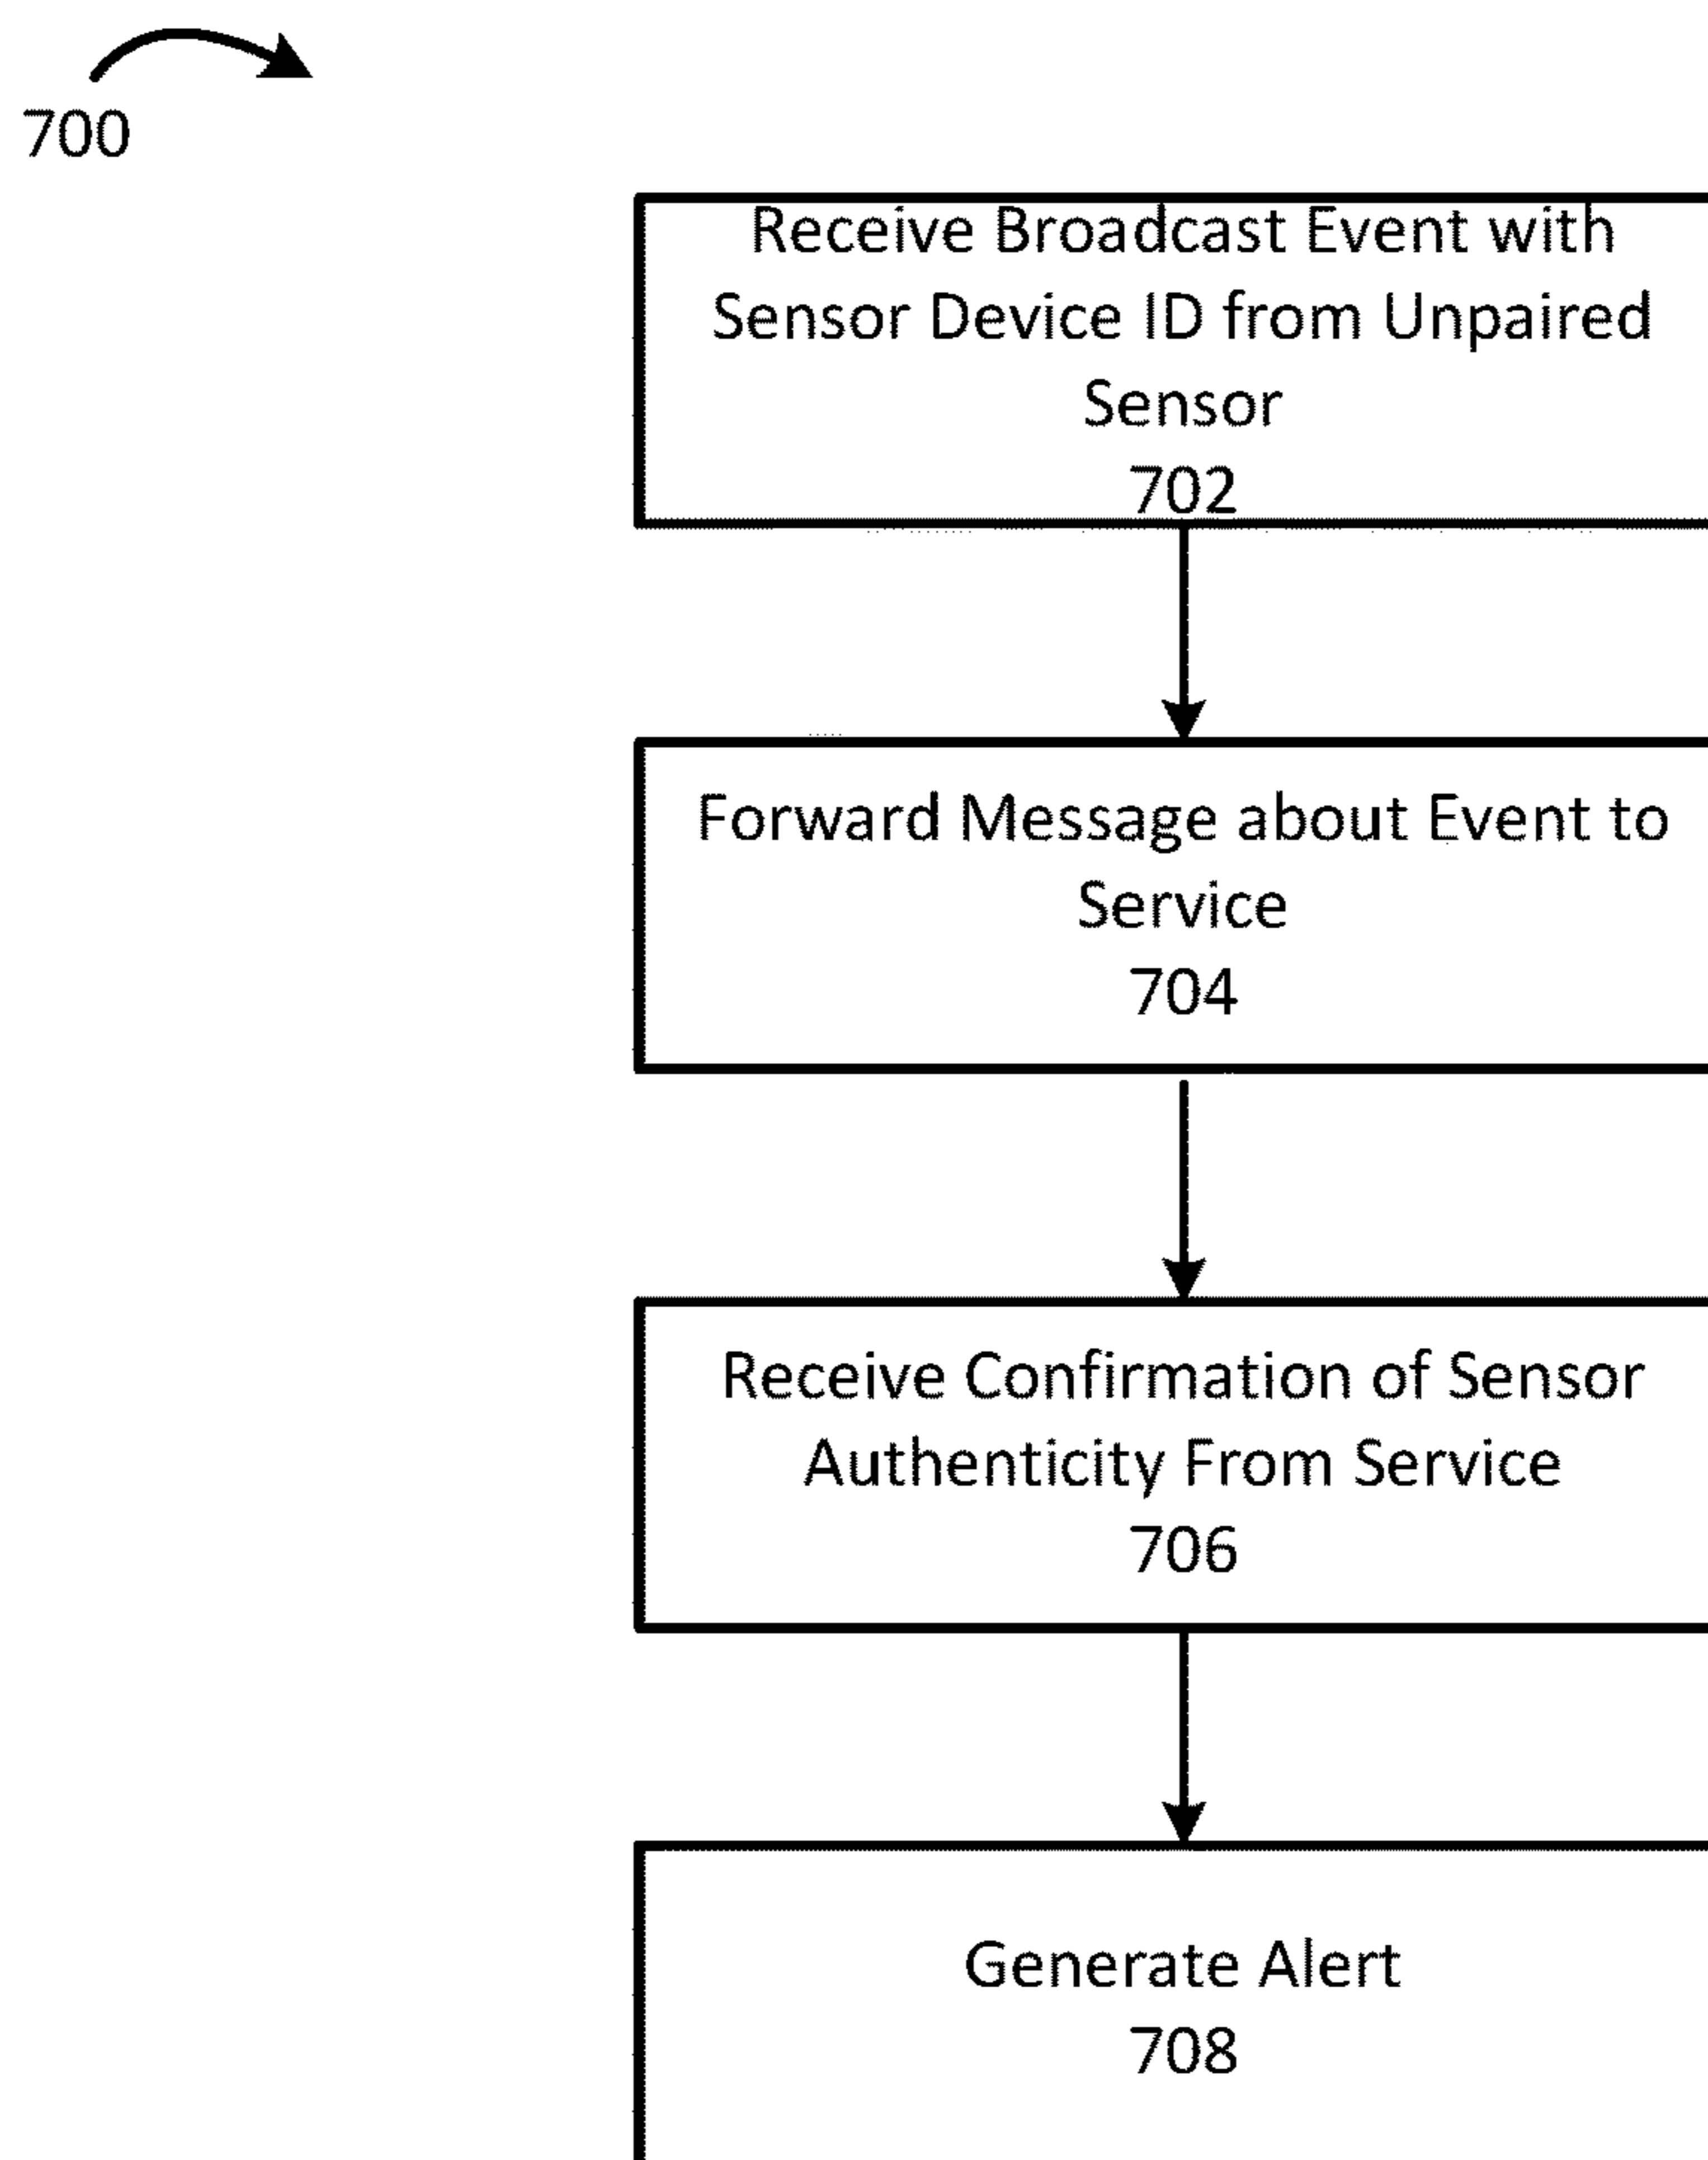 700
Receive Broadcast Event with
Sensor Device ID from Unpaired
Sensor
702
Forward Message about Event to
Service
704
Receive Confirmation of Sensor
Authenticity From Service
706
Generate Alert
708